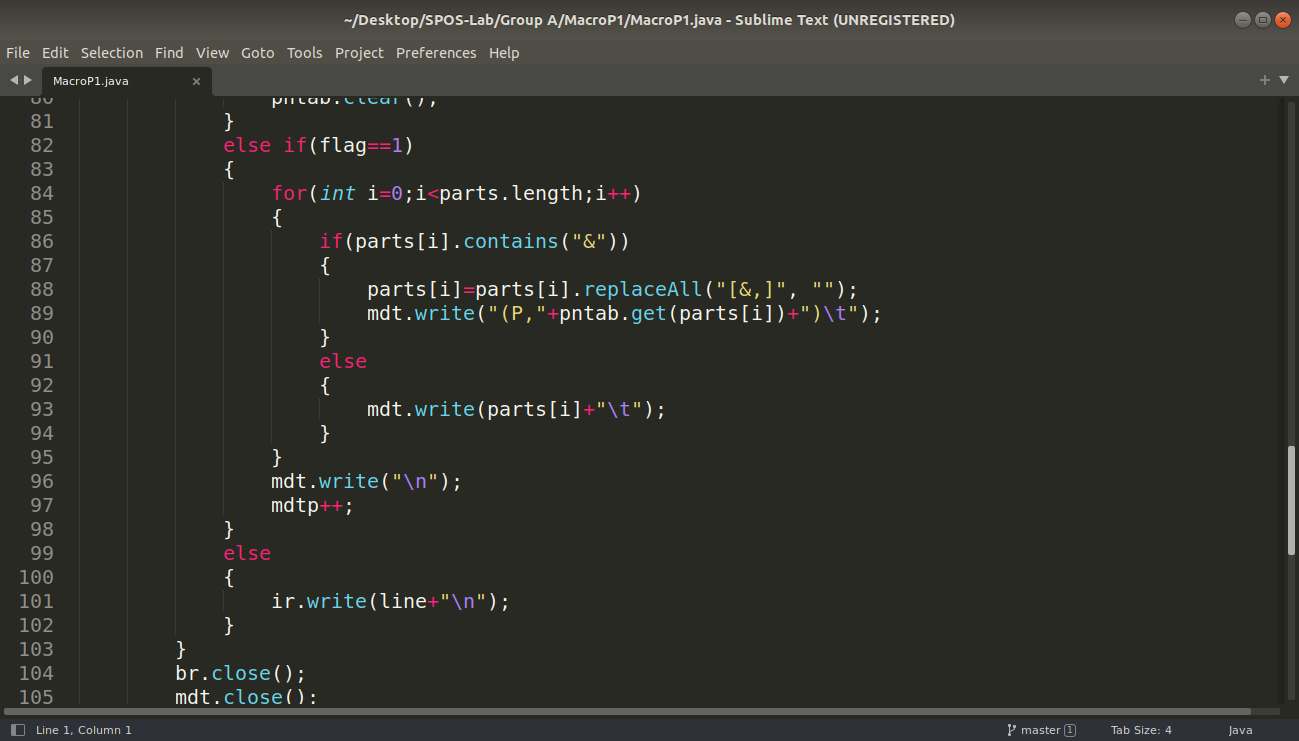 ~/Desktop/SPOS-Lab/Group A/MacroP1/MacroP1.java - Sublime Text (UNREGISTERED)
File Edit Selection Find View Goto Tools Project Preferences Help
MacroP1.java ×
80 pntab.clear();
81 }
82 else if(flag==1)
83 {
84 for(int i=0;i<parts.length;i++)
85 {
86 if(parts[i].contains("&"))
87 {
88 parts[i]=parts[i].replaceAll("[&,]", "");
89 mdt.write("(P,"+pntab.get(parts[i])+")\t");
90 }
91 else
92 {
93 mdt.write(parts[i]+"\t");
94 }
95 }
96 mdt.write("\n");
97 mdtp++;
98 }
99 else
100 {
101 ir.write(line+"\n");
102 }
103 }
104 br.close();
105 mdt.close();
Line 1, Column 1 master 1 Tab Size: 4 Java